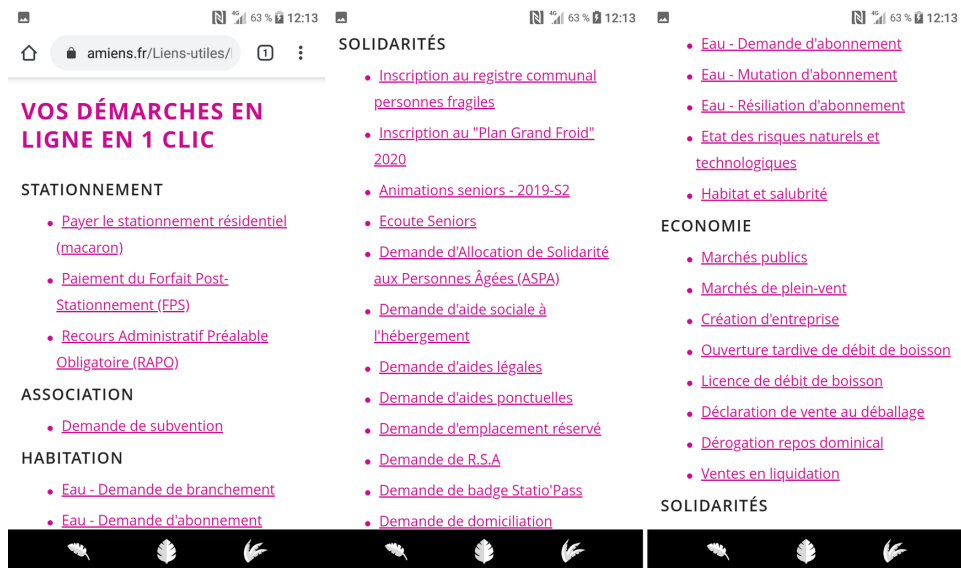 4G 63 % 12:13
amiens.fr/Liens-utiles/
1
VOS DÉMARCHES EN
LIGNE EN 1 CLIC
STATIONNEMENT
Payer le stationnement résidentiel
(macaron)
Paiement du Forfait Post-
Stationnement (FPS)
Recours Administratif Préalable
Obligatoire (RAPO)
ASSOCIATION
Demande de subvention
HABITATION
Eau - Demande de branchement
Eau - Demande d'abonnement
4G 63 % 12:13
SOLIDARITÉS
Inscription au registre communal
personnes fragiles
Inscription au "Plan Grand Froid"
2020
Animations seniors - 2019-S2
Ecoute Seniors
Demande d'Allocation de Solidarité
aux Personnes Âgées (ASPA)
Demande d'aide sociale à
l'hébergement
Demande d'aides légales
Demande d'aides ponctuelles
Demande d'emplacement réservé
Demande de R.S.A
Demande de badge Statio'Pass
Demande de domiciliation
4G 63 % 12:13
Eau - Demande d'abonnement
Eau - Mutation d'abonnement
Eau - Résiliation d'abonnement
Etat des risques naturels et
technologiques
Habitat et salubrité
ECONOMIE
Marchés publics
Marchés de plein-vent
Création d'entreprise
Ouverture tardive de débit de boisson
Licence de débit de boisson
Déclaration de vente au déballage
Dérogation repos dominical
Ventes en liquidation
SOLIDARITÉS